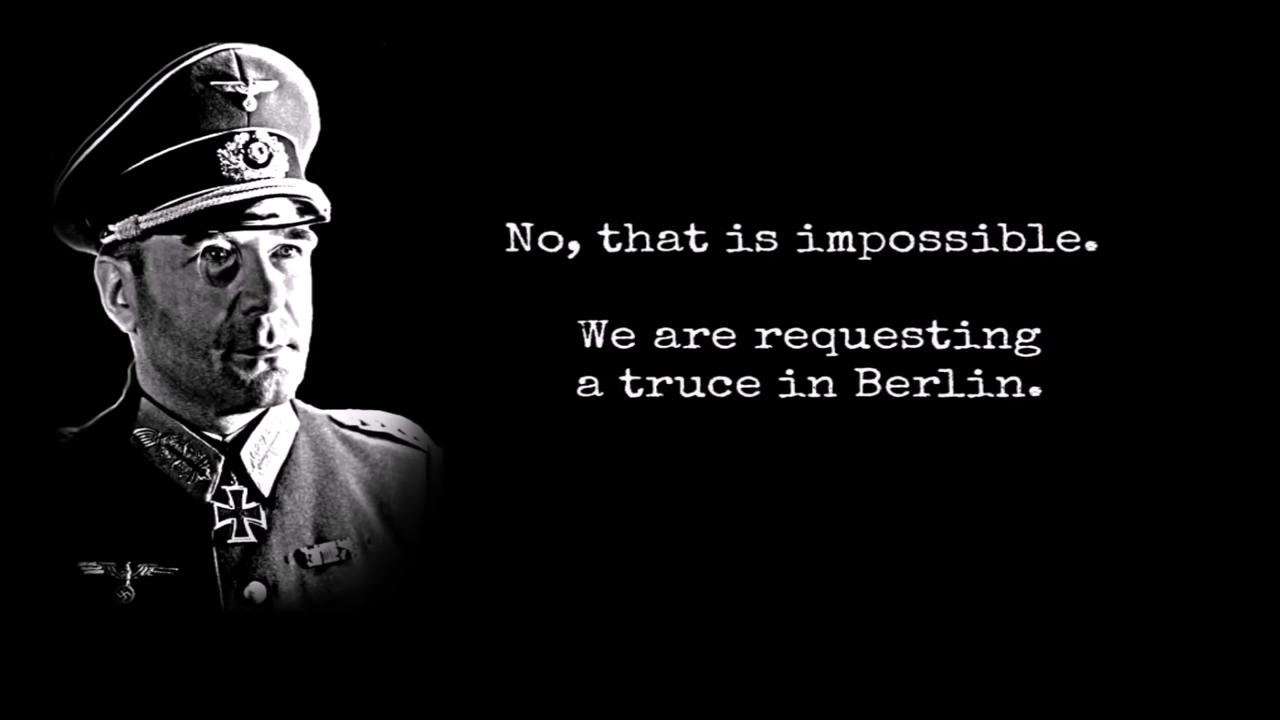 No, that is impossible.
We are requesting
a truce in Berlin.